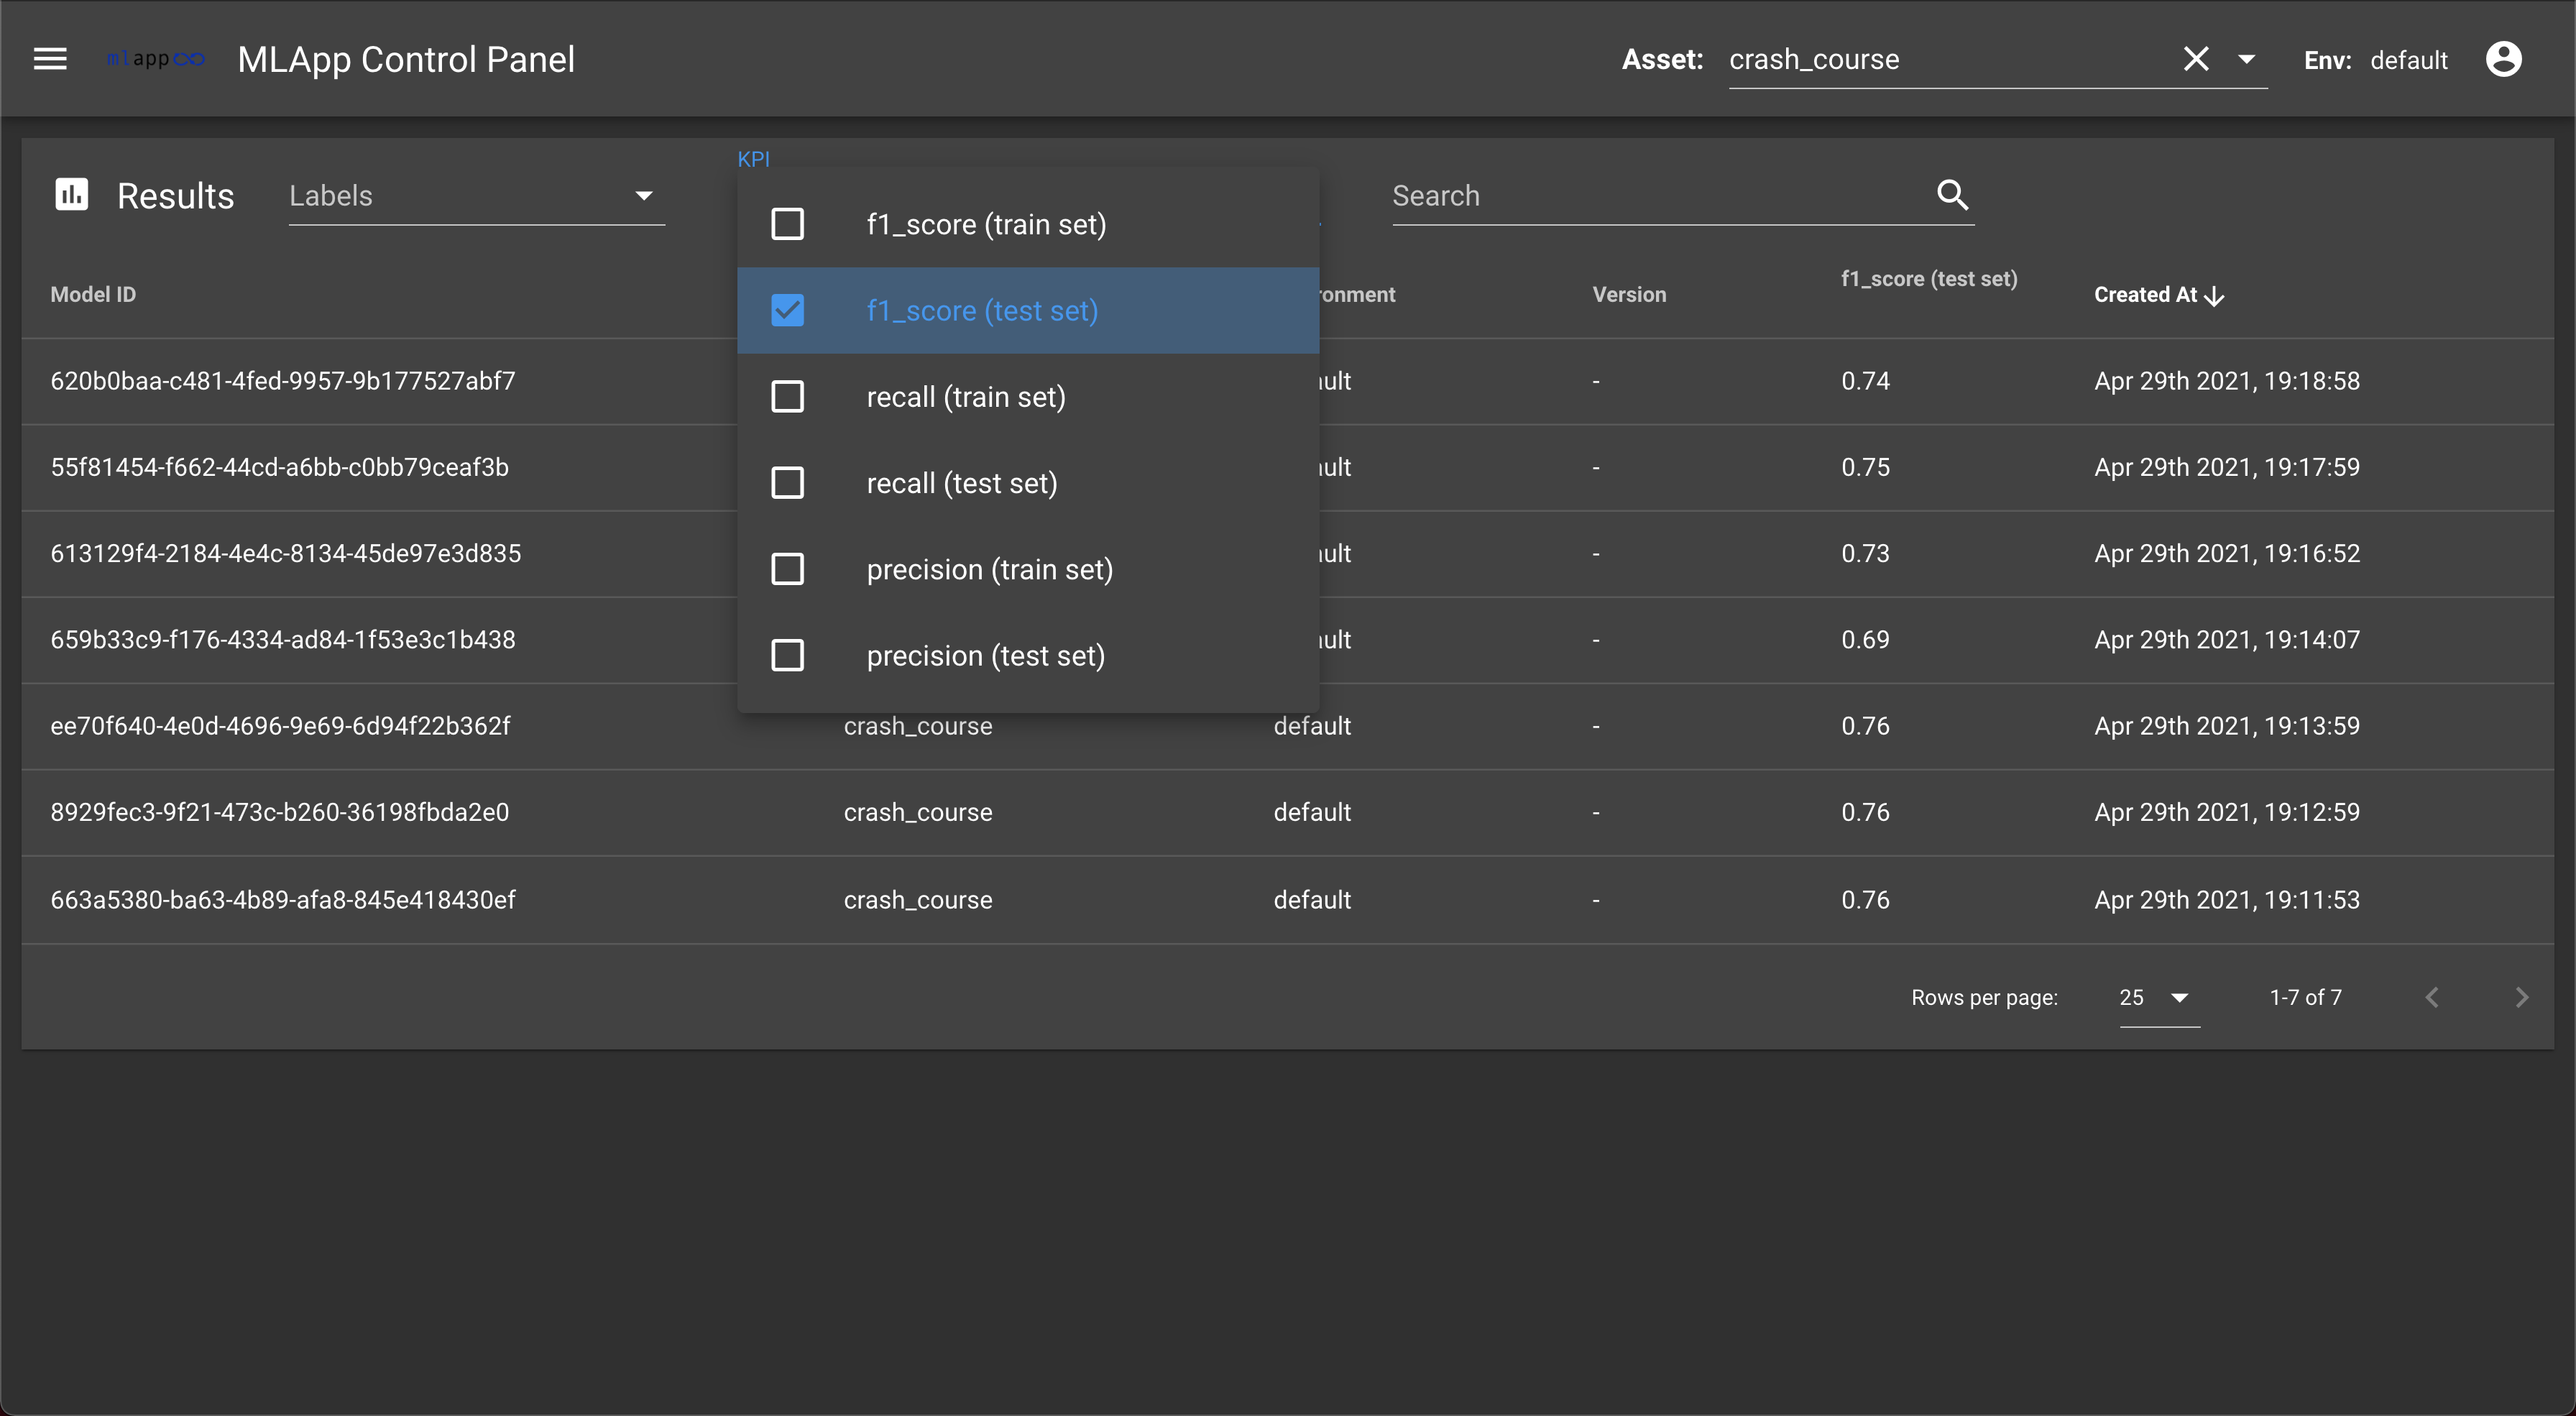 mlapp MLApp Control Panel Asset: crash_course Env: default
KPI
Results Labels Search
f1_score (train set)
f1_score (test set)
recall (train set)
recall (test set)
precision (train set)
precision (test set)
Model ID ronment Version f1_score (test set) Created At
620b0baa-c481-4fed-9957-9b177527abf7 ault - 0.74 Apr 29th 2021, 19:18:58
55f81454-f662-44cd-a6bb-c0bb79ceaf3b ault - 0.75 Apr 29th 2021, 19:17:59
613129f4-2184-4e4c-8134-45de97e3d835 ault - 0.73 Apr 29th 2021, 19:16:52
659b33c9-f176-4334-ad84-1f53e3c1b438 ault - 0.69 Apr 29th 2021, 19:14:07
ee70f640-4e0d-4696-9e69-6d94f22b362f crash_course default - 0.76 Apr 29th 2021, 19:13:59
8929fec3-9f21-473c-b260-36198fbda2e0 crash_course default - 0.76 Apr 29th 2021, 19:12:59
663a5380-ba63-4b89-afa8-845e418430ef crash_course default - 0.76 Apr 29th 2021, 19:11:53
Rows per page: 25 1-7 of 7